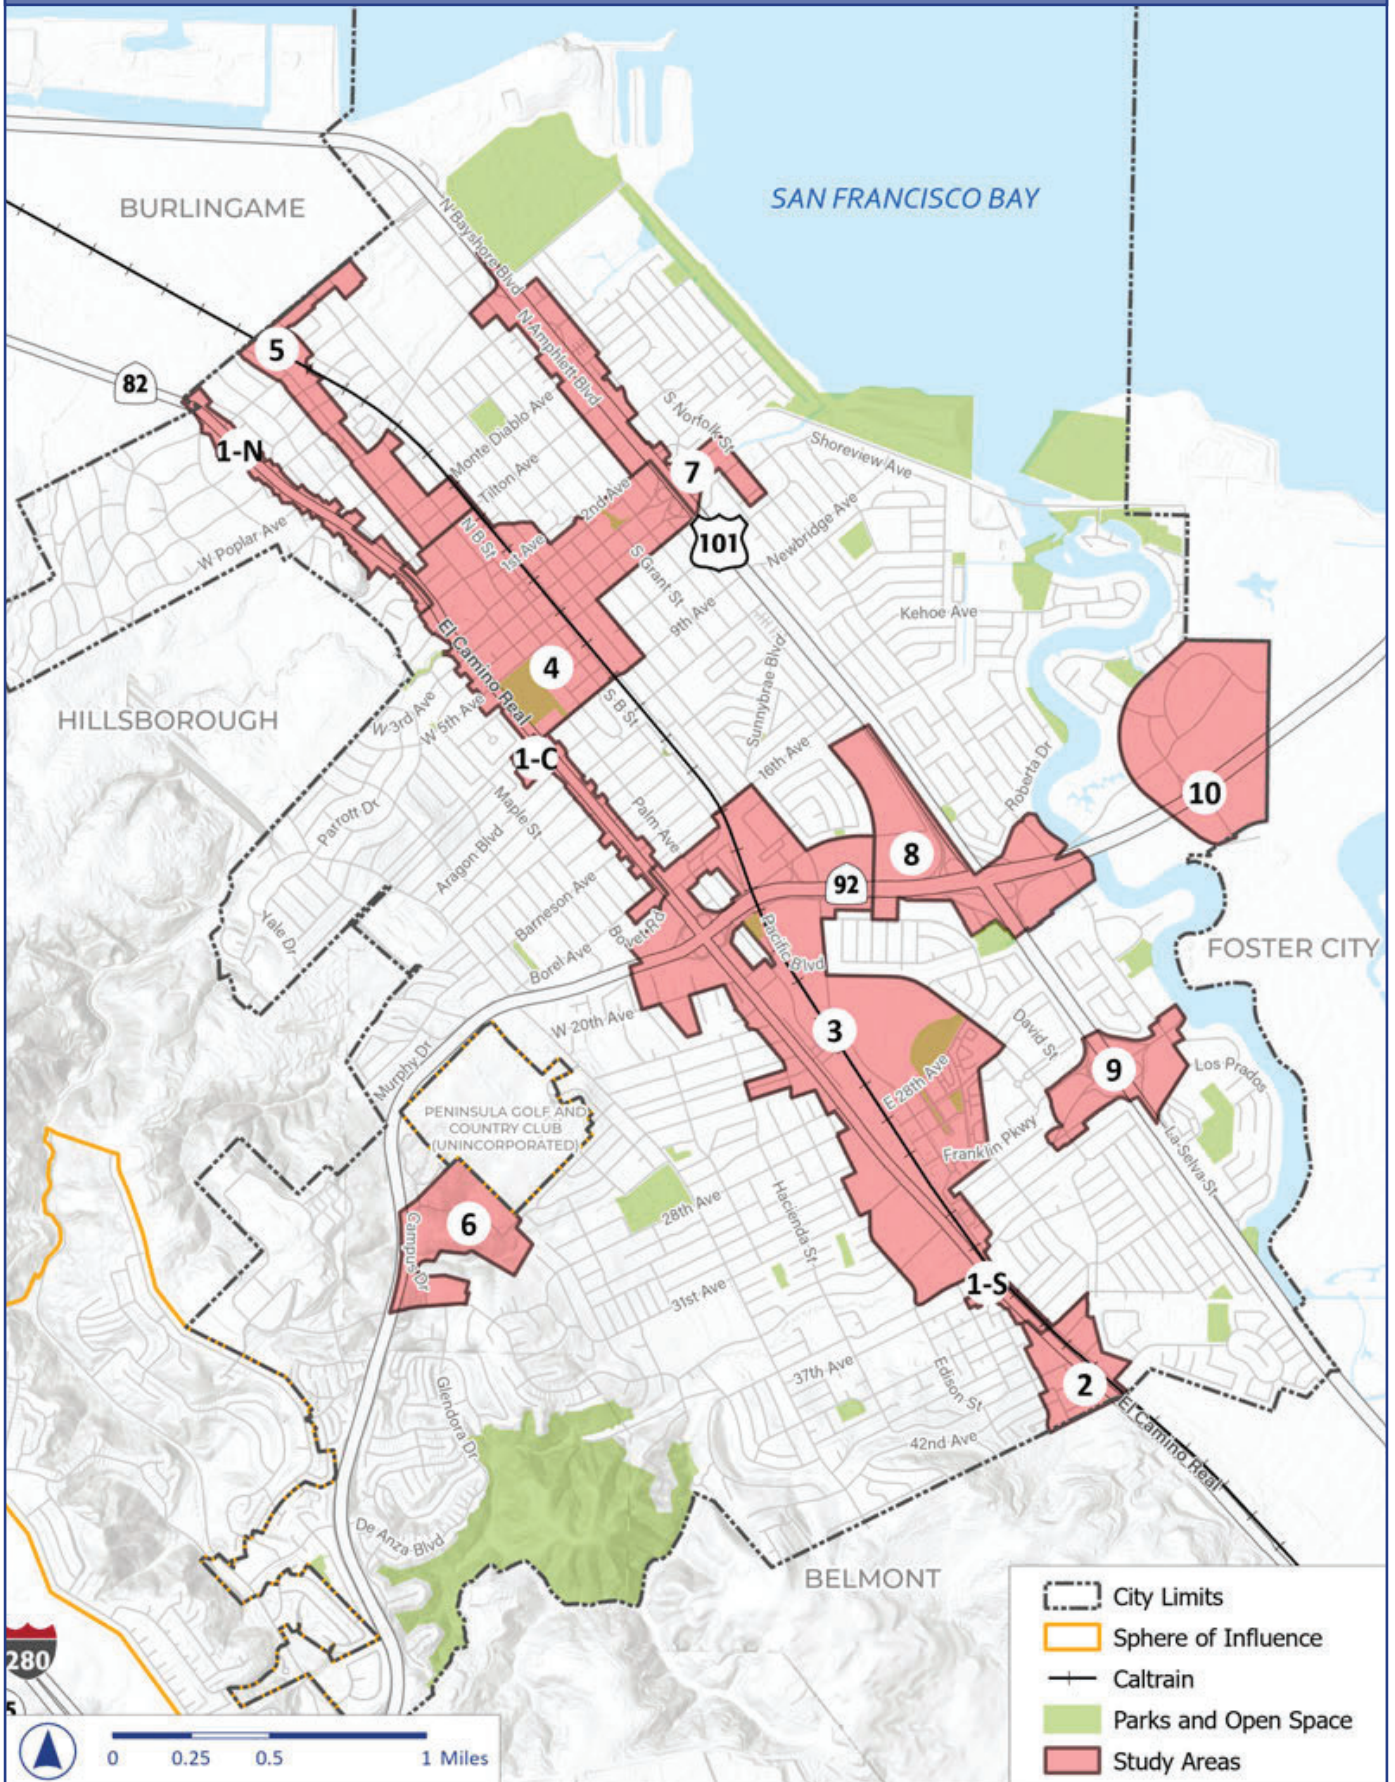 BURLINGAME
SAN FRANCISCO BAY
N Bayshore Blvd
5
N Amphlett Blvd
82
1-N
Monte Diablo Ave
S Norfolk St
Shoreview Ave
Tilton Ave
7
2nd Ave
101
N B St
1st Ave
Newbridge Ave
W Poplar Ave
S Grant St
9th Ave
Kehoe Ave
El Camino Real
4
Sunnybrae Blvd
HILLSBOROUGH
W 3rd Ave
W 5th Ave
S B St
1-C
16th Ave
Roberta Dr
10
Parrott Dr
Maple St
Palm Ave
Aragon Blvd
8
92
Barneson Ave
Yale Dr
Bovet Rd
Borel Ave
Pacific Blvd
FOSTER CITY
W 20th Ave
3
David St
Murphy Dr
9
Los Prados
E 28th Ave
PENINSULA GOLF AND
COUNTRY CLUB
(UNINCORPORATED)
Franklin Pkwy
La Selva St
28th Ave
Hacienda St
6
Campus Dr
31st Ave
1-S
37th Ave
Edison St
2
El Camino Real
Glendora Dr
42nd Ave
De Anza Blvd
BELMONT
280
5
City Limits
Sphere of Influence
Caltrain
Parks and Open Space
Study Areas
0 0.25 0.5 1 Miles